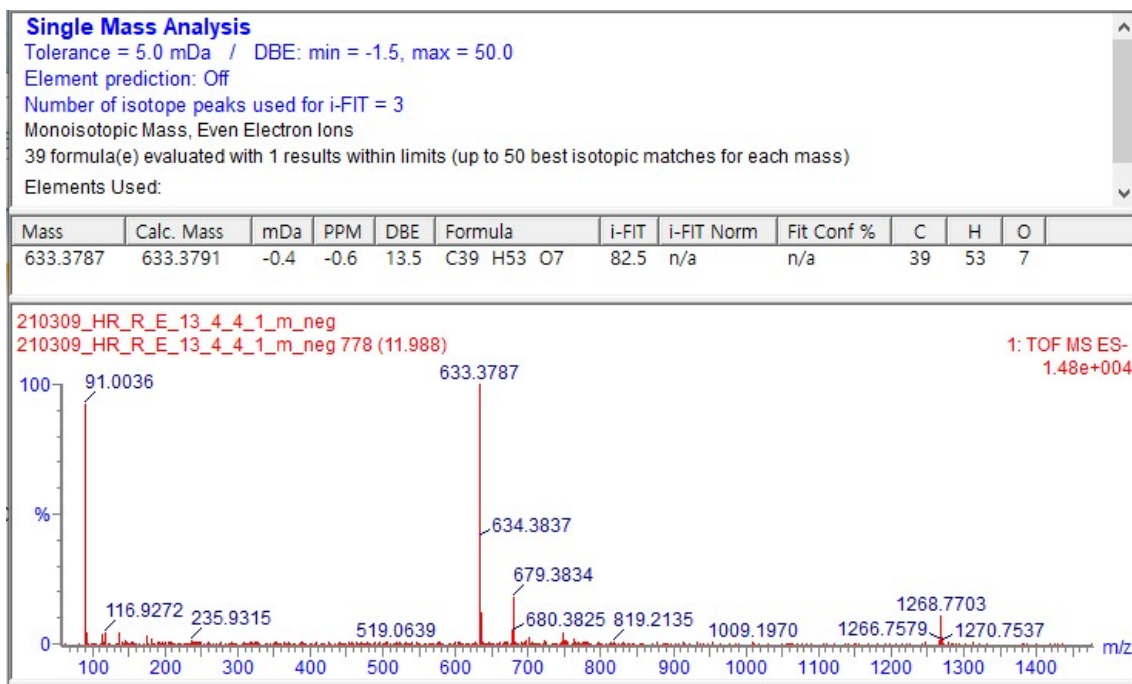 Single Mass Analysis
Tolerance = 5.0 mDa / DBE: min = -1.5, max = 50.0
Element prediction: Off
Number of isotope peaks used for i-FIT = 3
Monoisotopic Mass, Even Electron Ions
39 formula(e) evaluated with 1 results within limits (up to 50 best isotopic matches for each mass)
Elements Used:
Mass Calc. Mass mDa PPM DBE Formula i-FIT i-FIT Norm Fit Conf % C H O
633.3787 633.3791 -0.4 -0.6 13.5 C39 H53 O7 82.5 n/a n/a 39 53 7
210309_HR_R_E_13_4_4_1_m_neg
210309_HR_R_E_13_4_4_1_m_neg 778 (11.988) 1: TOF MS ES-
1.48e+004
100 91.0036 633.3787
%
634.3837
679.3834
116.9272 235.9315 519.0639 680.3825 819.2135 1009.1970 1268.7703
1266.7579 1270.7537
0 m/z
100 200 300 400 500 600 700 800 900 1000 1100 1200 1300 1400